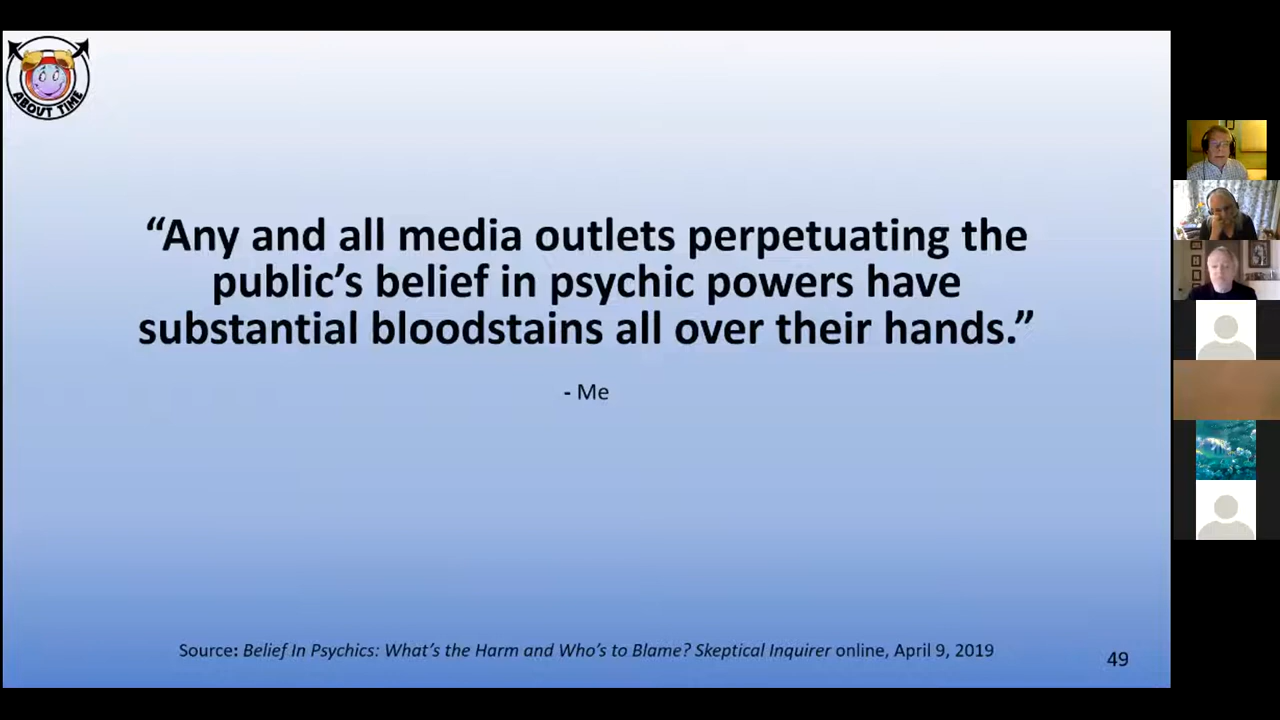 ABOUT TIME
“Any and all media outlets perpetuating the
public’s belief in psychic powers have
substantial bloodstains all over their hands.”
- Me
Source: Belief In Psychics: What’s the Harm and Who’s to Blame? Skeptical Inquirer online, April 9, 2019
49